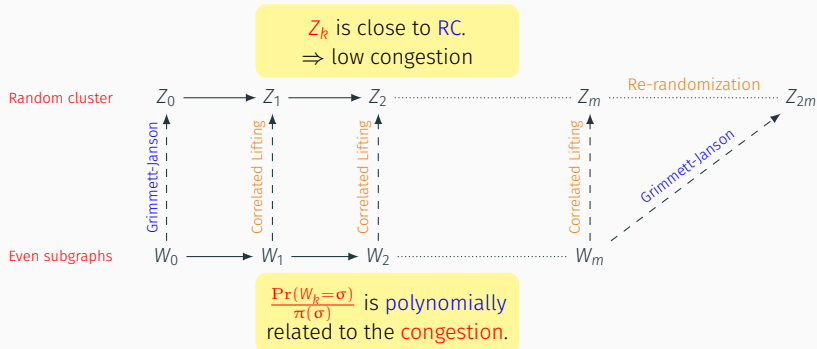 Z_k is close to RC.
⇒ low congestion
Re-randomization
Random cluster Z_0 Z_1 Z_2 Z_m Z_{2m}
Grimmett-Janson
Correlated Lifting
Correlated Lifting
Correlated Lifting
Grimmett-Janson
Even subgraphs W_0 W_1 W_2 W_m
Pr(W_k=σ)/π(σ) is polynomially
related to the congestion.